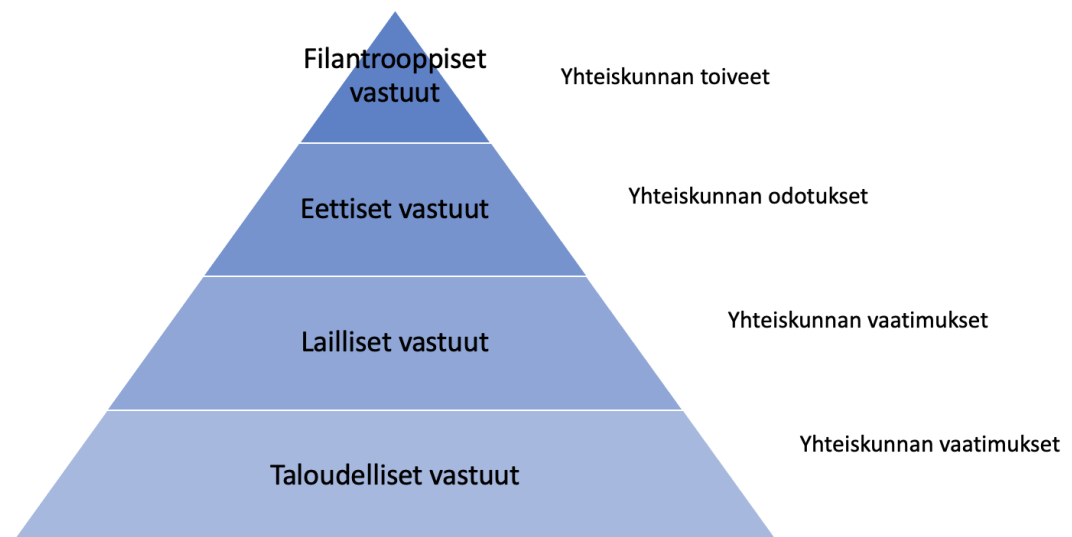 Filantrooppiset
vastuut
Yhteiskunnan toiveet
Eettiset vastuut
Yhteiskunnan odotukset
Lailliset vastuut
Yhteiskunnan vaatimukset
Taloudelliset vastuut
Yhteiskunnan vaatimukset